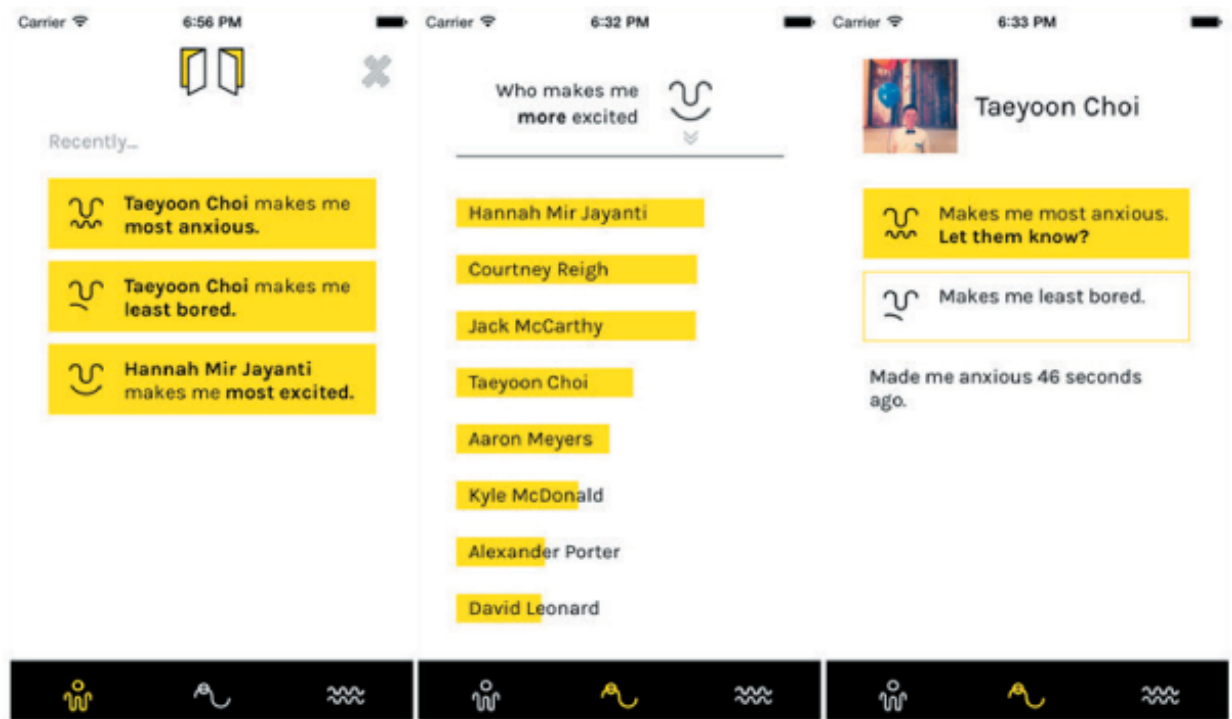 Carrier
6:56 PM
Recently...
Taeyoon Choi makes me
most anxious.
Taeyoon Choi makes me
least bored.
Hannah Mir Jayanti
makes me most excited.
Carrier
6:32 PM
Who makes me
more excited
Hannah Mir Jayanti
Courtney Reigh
Jack McCarthy
Taeyoon Choi
Aaron Meyers
Kyle McDonald
Alexander Porter
David Leonard
Carrier
6:33 PM
Taeyoon Choi
Makes me most anxious.
Let them know?
Makes me least bored.
Made me anxious 46 seconds
ago.